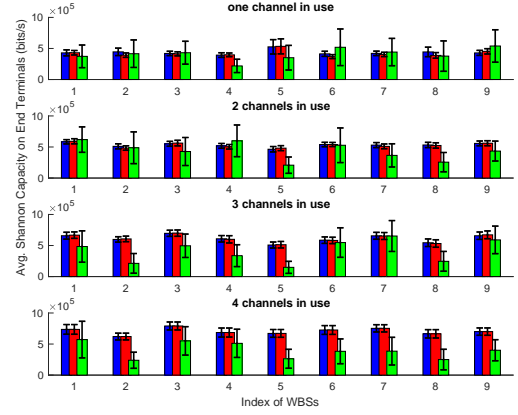 one channel in use
×10^5
10
5
0
1 2 3 4 5 6 7 8 9
2 channels in use
×10^5
10
5
0
1 2 3 4 5 6 7 8 9
3 channels in use
×10^5
10
5
0
1 2 3 4 5 6 7 8 9
4 channels in use
×10^5
10
5
0
1 2 3 4 5 6 7 8 9
Index of WBSs
Avg. Shannon Capacity on End Terminals (bits/s)